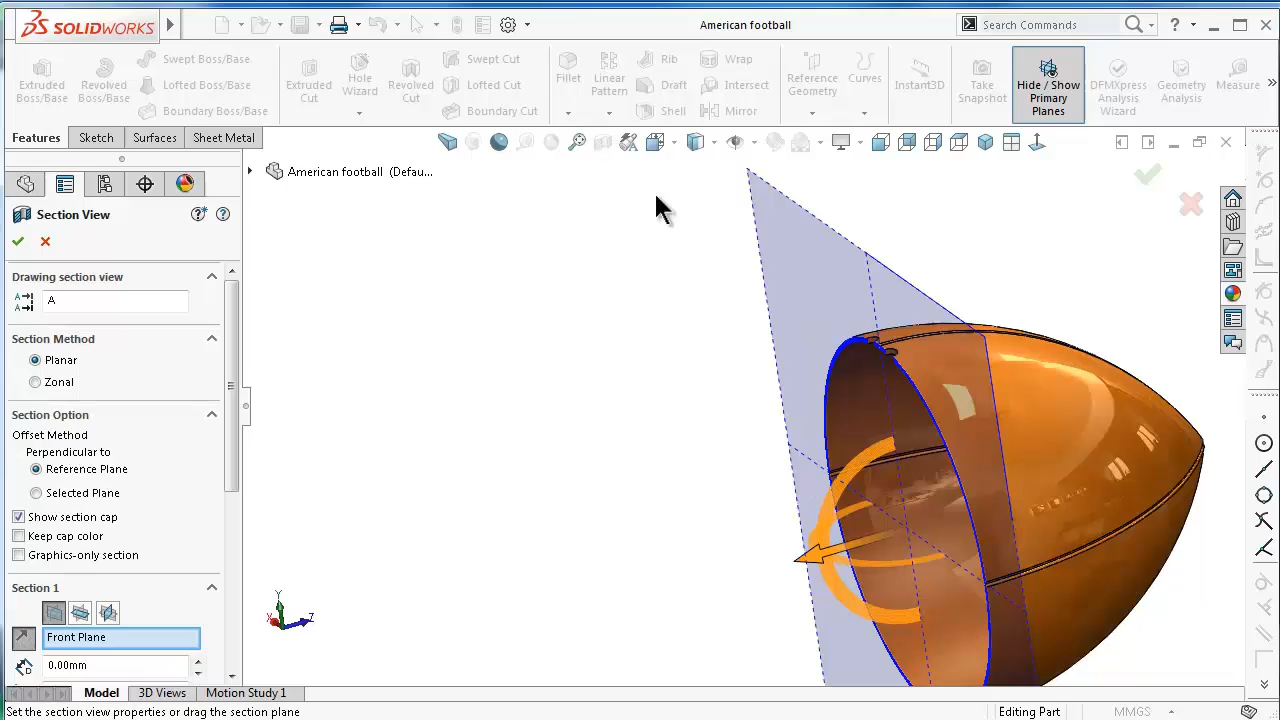 SOLIDWORKS
American football
Search Commands
?
Extruded Boss/Base
Revolved Boss/Base
Swept Boss/Base
Lofted Boss/Base
Boundary Boss/Base
Extruded Cut
Hole Wizard
Revolved Cut
Swept Cut
Lofted Cut
Boundary Cut
Fillet
Linear Pattern
Rib
Draft
Shell
Wrap
Intersect
Mirror
Reference Geometry
Curves
Instant3D
Take Snapshot
Hide / Show Primary Planes
DFMXpress Analysis Wizard
Geometry Analysis
Measure
Features Sketch Surfaces Sheet Metal
American football (Defau...
Section View
Drawing section view
A
Section Method
Planar
Zonal
Section Option
Offset Method
Perpendicular to
Reference Plane
Selected Plane
Show section cap
Keep cap color
Graphics-only section
Section 1
Front Plane
0.00mm
Y
X
Z
Model 3D Views Motion Study 1
Set the section view properties or drag the section plane
Editing Part
MMGS